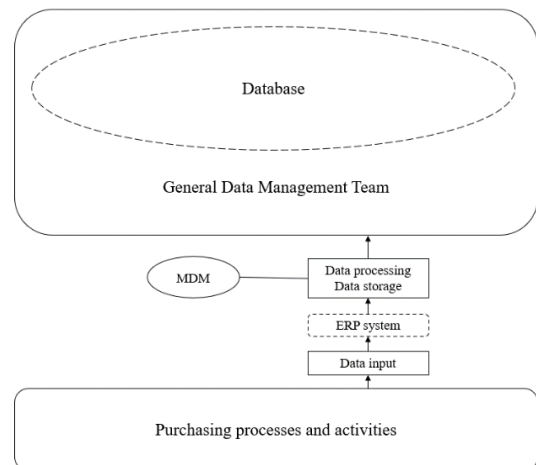 Database
General Data Management Team
MDM
Data processing
Data storage
ERP system
Data input
Purchasing processes and activities